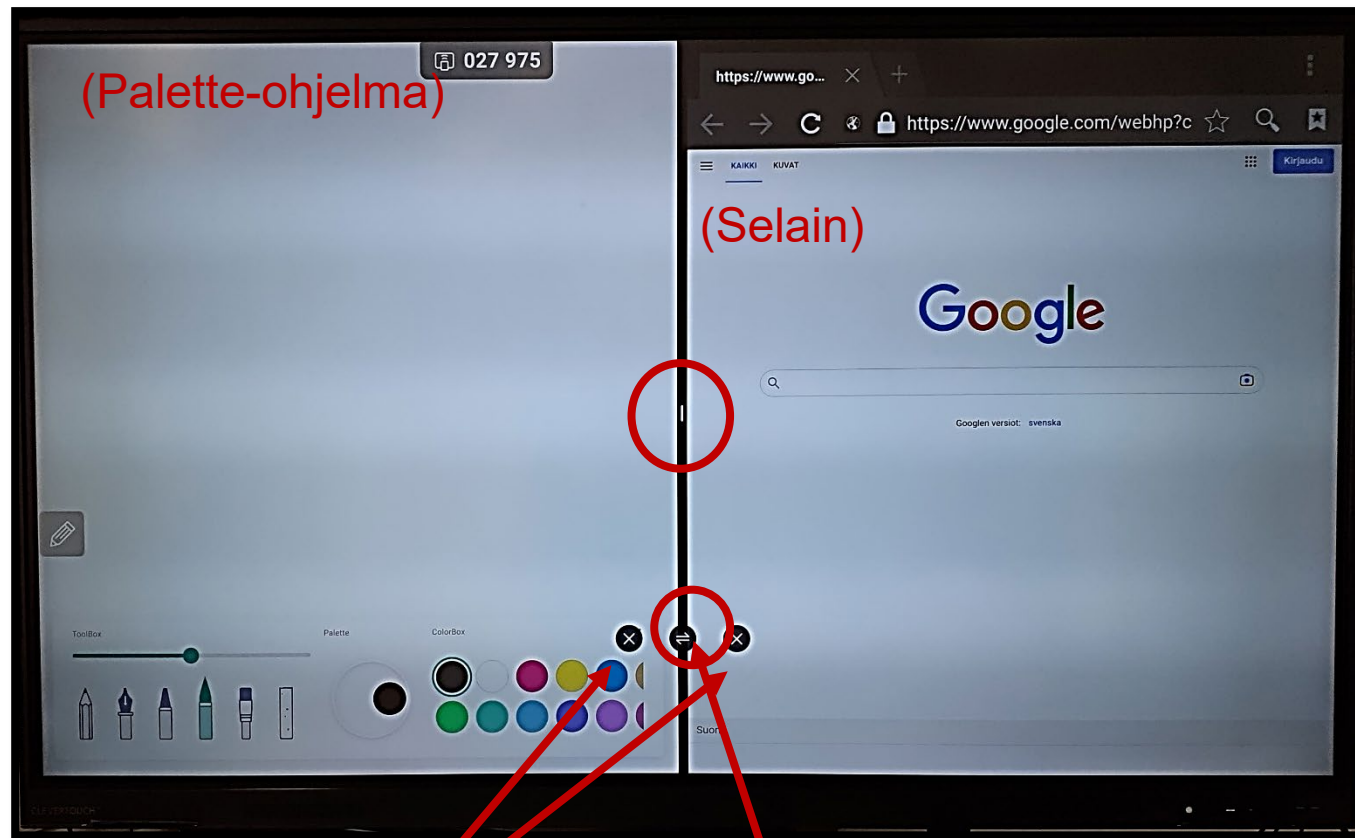 027 975
(Palette-ohjelma)
https://www.go...
https://www.google.com/webhp?c
KAIKKI KUVAT
Kirjaudu
(Selain)
Google
Googlen versiot: svenska
ToolBox
Palette
ColorBox
CLEVERTOUCH